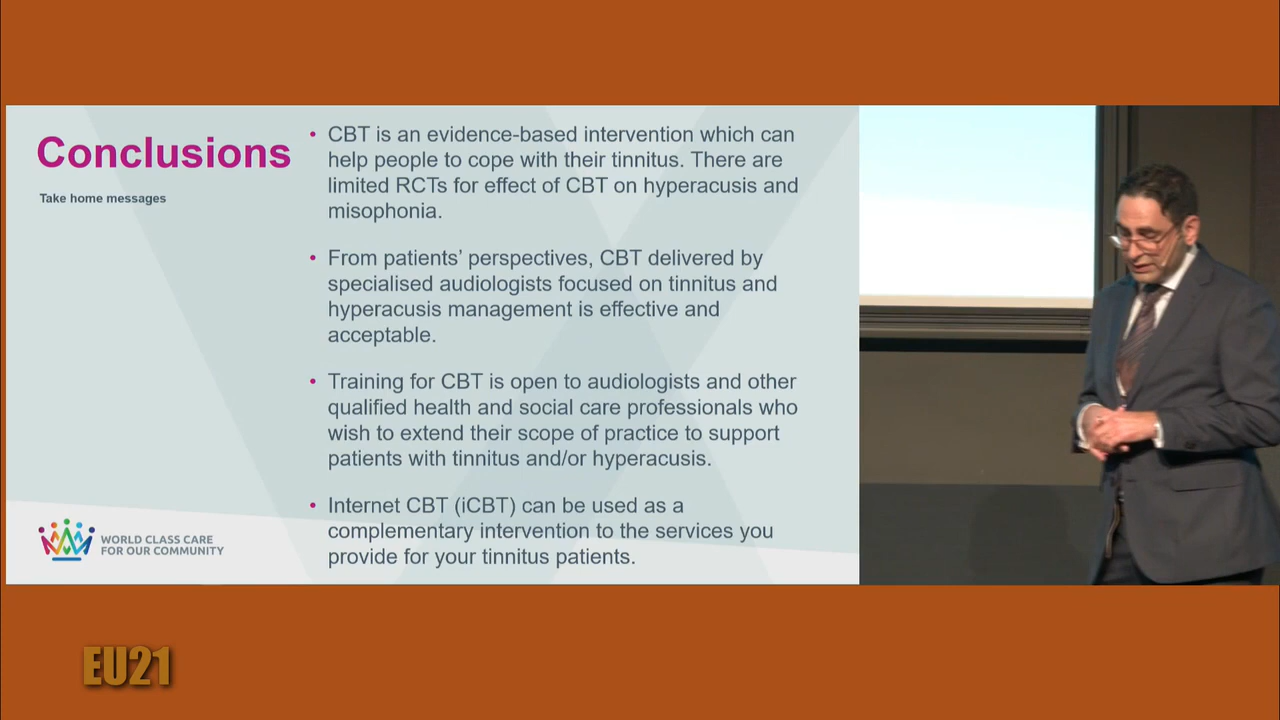 Conclusions
Take home messages
• CBT is an evidence-based intervention which can
help people to cope with their tinnitus. There are
limited RCTs for effect of CBT on hyperacusis and
misophonia.
• From patients’ perspectives, CBT delivered by
specialised audiologists focused on tinnitus and
hyperacusis management is effective and
acceptable.
• Training for CBT is open to audiologists and other
qualified health and social care professionals who
wish to extend their scope of practice to support
patients with tinnitus and/or hyperacusis.
• Internet CBT (iCBT) can be used as a
complementary intervention to the services you
provide for your tinnitus patients.
WORLD CLASS CARE
FOR OUR COMMUNITY
EU21